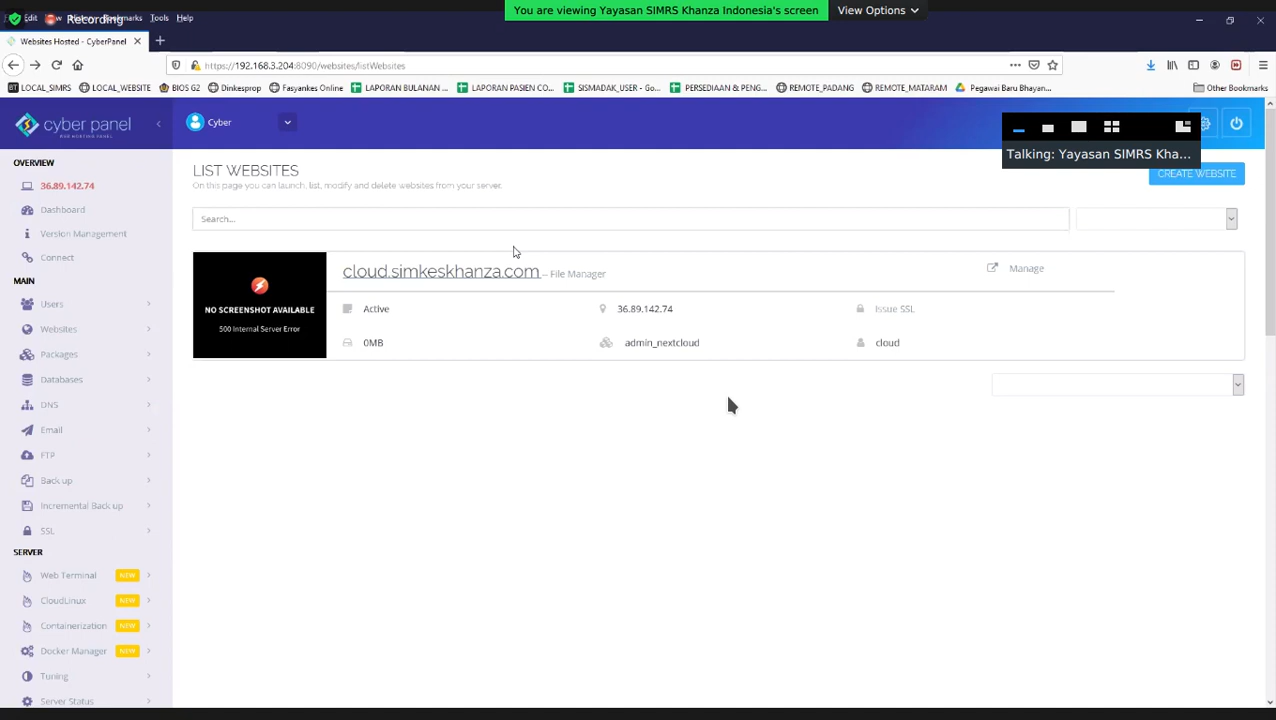 You are viewing Yayasan SIMRS Khanza Indonesia's screen
View Options
Edit
Recording
Bookmarks
Tools
Help
Websites Hosted - CyberPanel
https://192.168.3.204:8090/websites/listWebsites
LOCAL_SIMRS
LOCAL_WEBSITE
BIOS G2
Dinkesprop
Fasyankes Online
LAPORAN BULANAN ...
LAPORAN PASIEN CO...
SISMADAK_USER - Go...
PERSEDIAAN & PENG...
REMOTE_PADANG
REMOTE_MATARAM
Pegawai Baru Bhayan...
Other Bookmarks
cyber panel
WEB HOSTING PANEL
Cyber
Talking: Yayasan SIMRS Kha...
OVERVIEW
36.89.142.74
Dashboard
Version Management
Connect
MAIN
Users
Websites
Packages
Databases
DNS
Email
FTP
Back up
Incremental Back up
SSL
SERVER
Web Terminal NEW
CloudLinux NEW
Containerization NEW
Docker Manager NEW
Tuning
Server Status
LIST WEBSITES
On this page you can launch, list, modify and delete websites from your server.
CREATE WEBSITE
Search...
NO SCREENSHOT AVAILABLE
500 Internal Server Error
cloud.simkeskhanza.com -- File Manager
Manage
Active
36.89.142.74
Issue SSL
0MB
admin_nextcloud
cloud